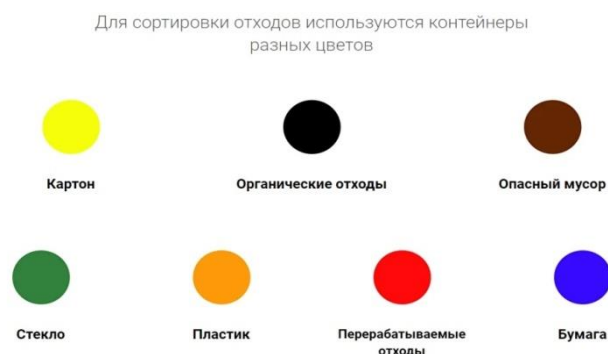 Для сортировки отходов используются контейнеры
разных цветов
Картон
Органические отходы
Опасный мусор
Стекло
Пластик
Перерабатываемые
отходы
Бумага